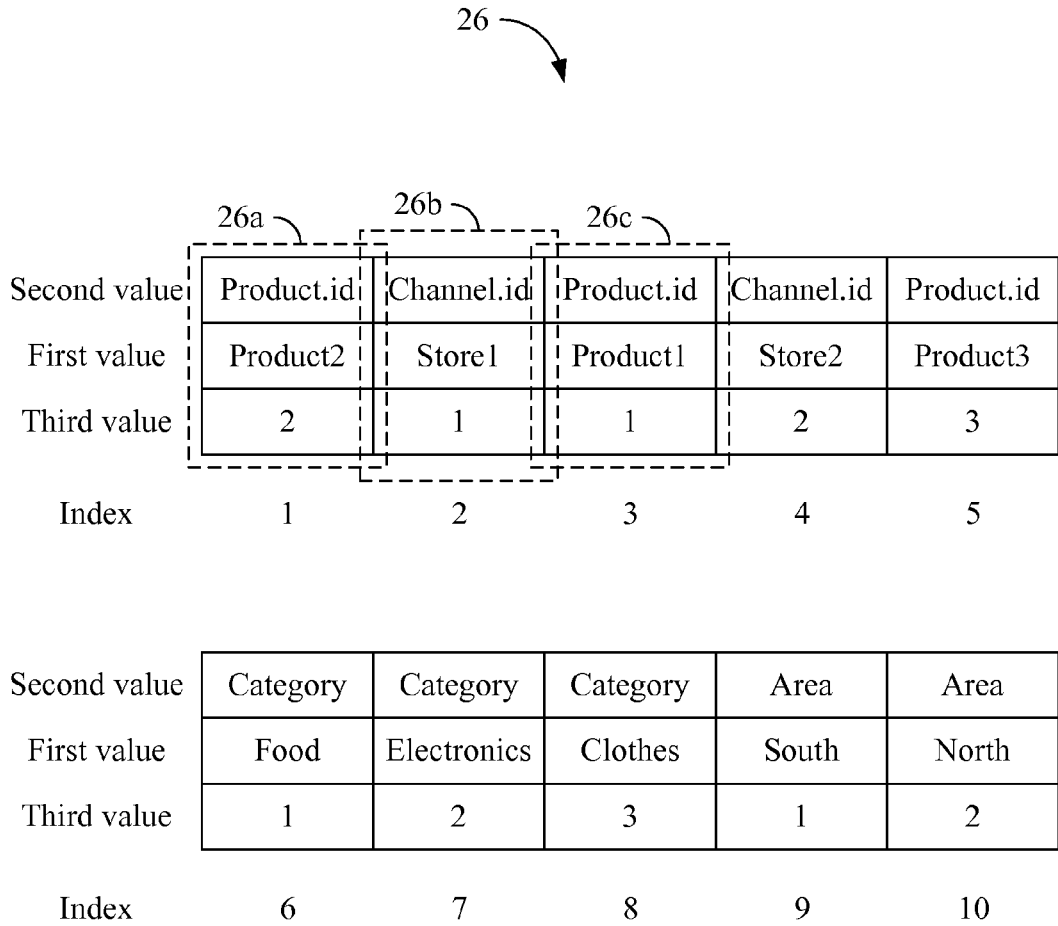 26
26a 26b 26c
Second value Product.id Channel.id Product.id Channel.id Product.id
First value Product2 Store1 Product1 Store2 Product3
Third value 2 1 1 2 3
Index 1 2 3 4 5
Second value Category Category Category Area Area
First value Food Electronics Clothes South North
Third value 1 2 3 1 2
Index 6 7 8 9 10